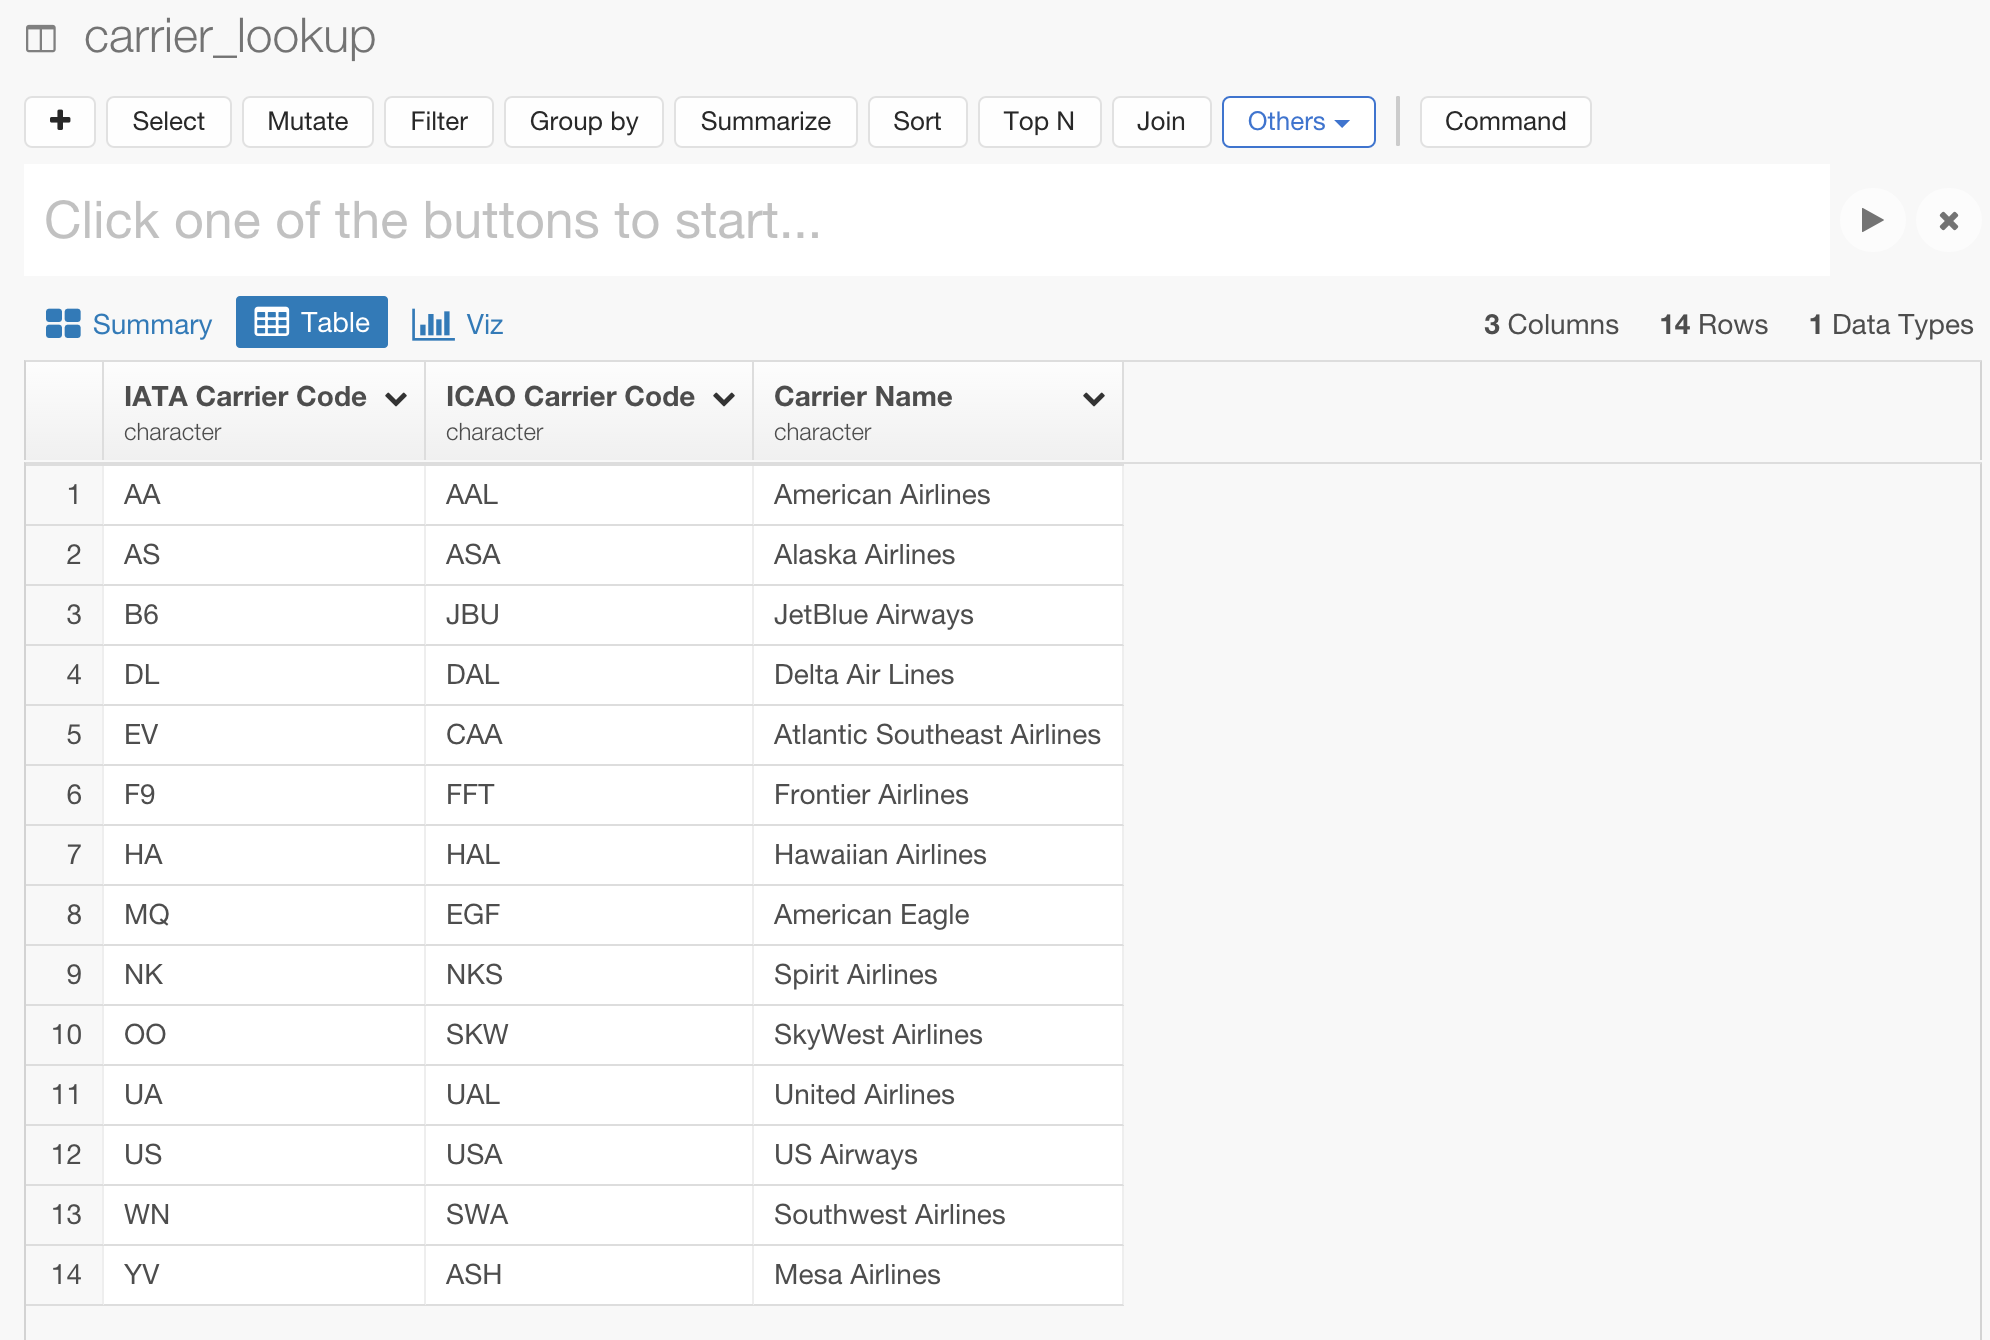 carrier_lookup
+ Select Mutate Filter Group by Summarize Sort Top N Join Others Command
Click one of the buttons to start...
Summary Table Viz 3 Columns 14 Rows 1 Data Types
IATA Carrier Code ICAO Carrier Code Carrier Name
character character character
1 AA AAL American Airlines
2 AS ASA Alaska Airlines
3 B6 JBU JetBlue Airways
4 DL DAL Delta Air Lines
5 EV CAA Atlantic Southeast Airlines
6 F9 FFT Frontier Airlines
7 HA HAL Hawaiian Airlines
8 MQ EGF American Eagle
9 NK NKS Spirit Airlines
10 OO SKW SkyWest Airlines
11 UA UAL United Airlines
12 US USA US Airways
13 WN SWA Southwest Airlines
14 YV ASH Mesa Airlines